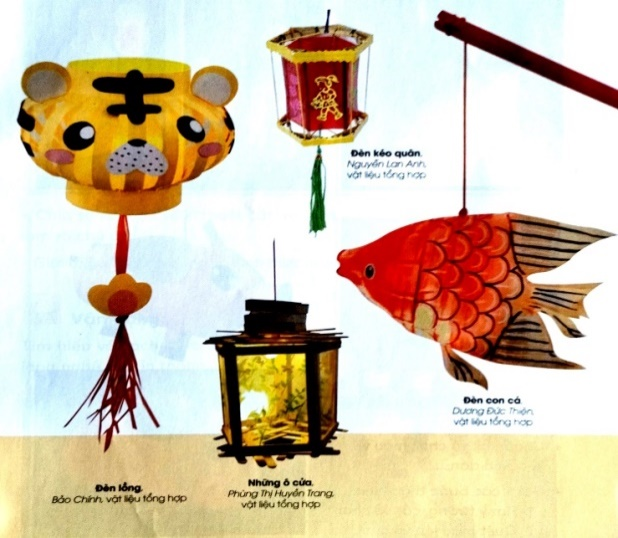 Đèn kéo quân.
Nguyễn Lan Anh,
vật liệu tổng hợp
Đèn con cá.
Dương Đức Thiện,
vật liệu tổng hợp
Đèn lồng.
Bảo Chính, vật liệu tổng hợp
Những ô cửa.
Phùng Thị Huyền Trang,
vật liệu tổng hợp